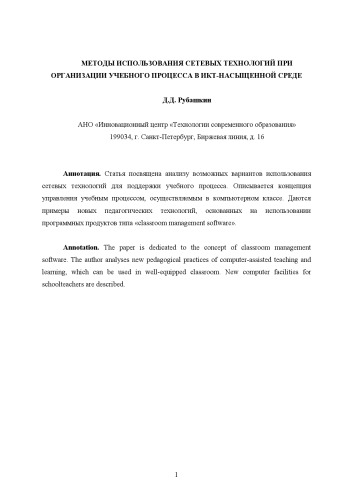 МЕТОДЫ ИСПОЛЬЗОВАНИЯ СЕТЕВЫХ ТЕХНОЛОГИЙ ПРИ
ОРГАНИЗАЦИИ УЧЕБНОГО ПРОЦЕССА В ИКТ-НАСЫЩЕННОЙ СРЕДЕ
Д.Д. Рубашкин
АНО «Инновационный центр «Технологии современного образования»
199034, г. Санкт-Петербург, Биржевая линия, д. 16
Аннотация. Статья посвящена анализу возможных вариантов использования
сетевых технологий для поддержки учебного процесса. Описывается концепция
управления учебным процессом, осуществляемым в компьютерном классе. Даются
примеры новых педагогических технологий, основанных на использовании
программных продуктов типа «classroom management software».
Annotation. The paper is dedicated to the concept of classroom management
software. The author analyses new pedagogical practices of computer-assisted teaching and
learning, which can be used in well-equipped classroom. New computer facilities for
schoolteachers are described.
1